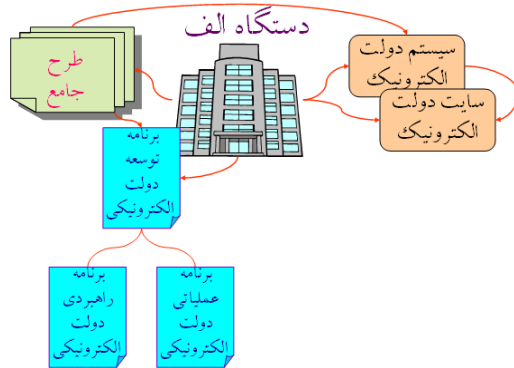 دستگاه الف
طرح
جامع
سیستم دولت
الکترونیک
سایت دولت
الکترونیک
برنامه
توسعه
دولت
الکترونیکی
برنامه
راهبردی
دولت
الکترونیکی
برنامه
عملیاتی
دولت
الکترونیکی